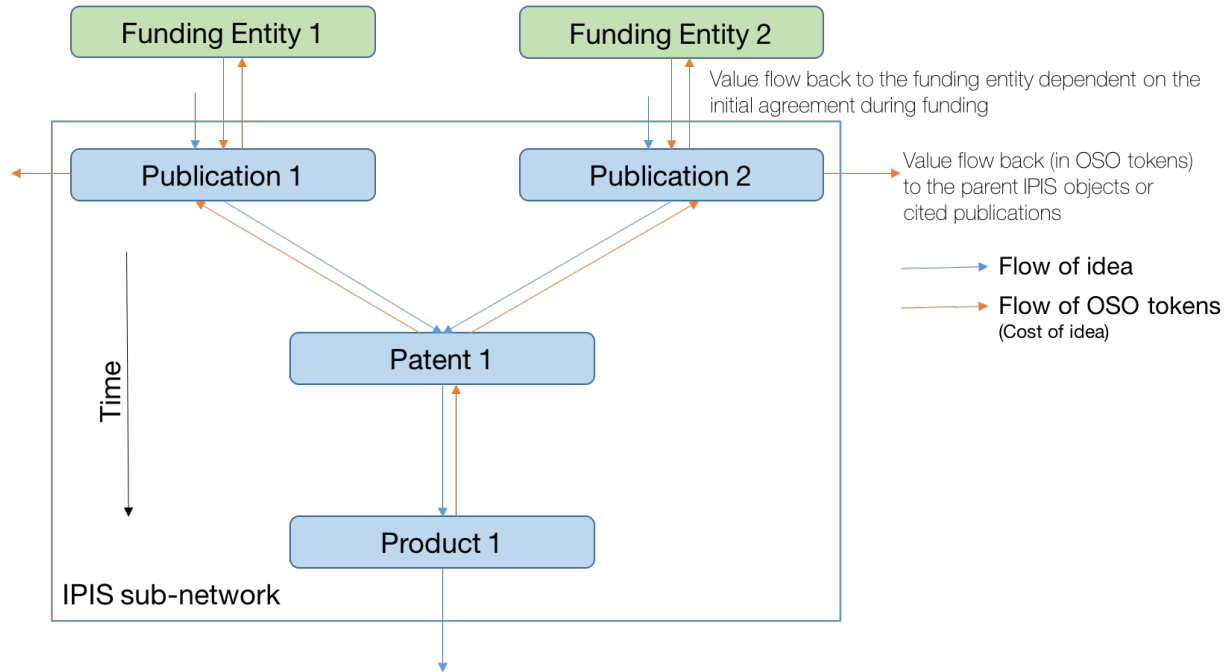 Funding Entity 1
Funding Entity 2
Value flow back to the funding entity dependent on the
initial agreement during funding
Publication 1
Publication 2
Value flow back (in OSO tokens)
to the parent IPIS objects or
cited publications
Flow of idea
Flow of OSO tokens
(Cost of idea)
Patent 1
Time
Product 1
IPIS sub-network